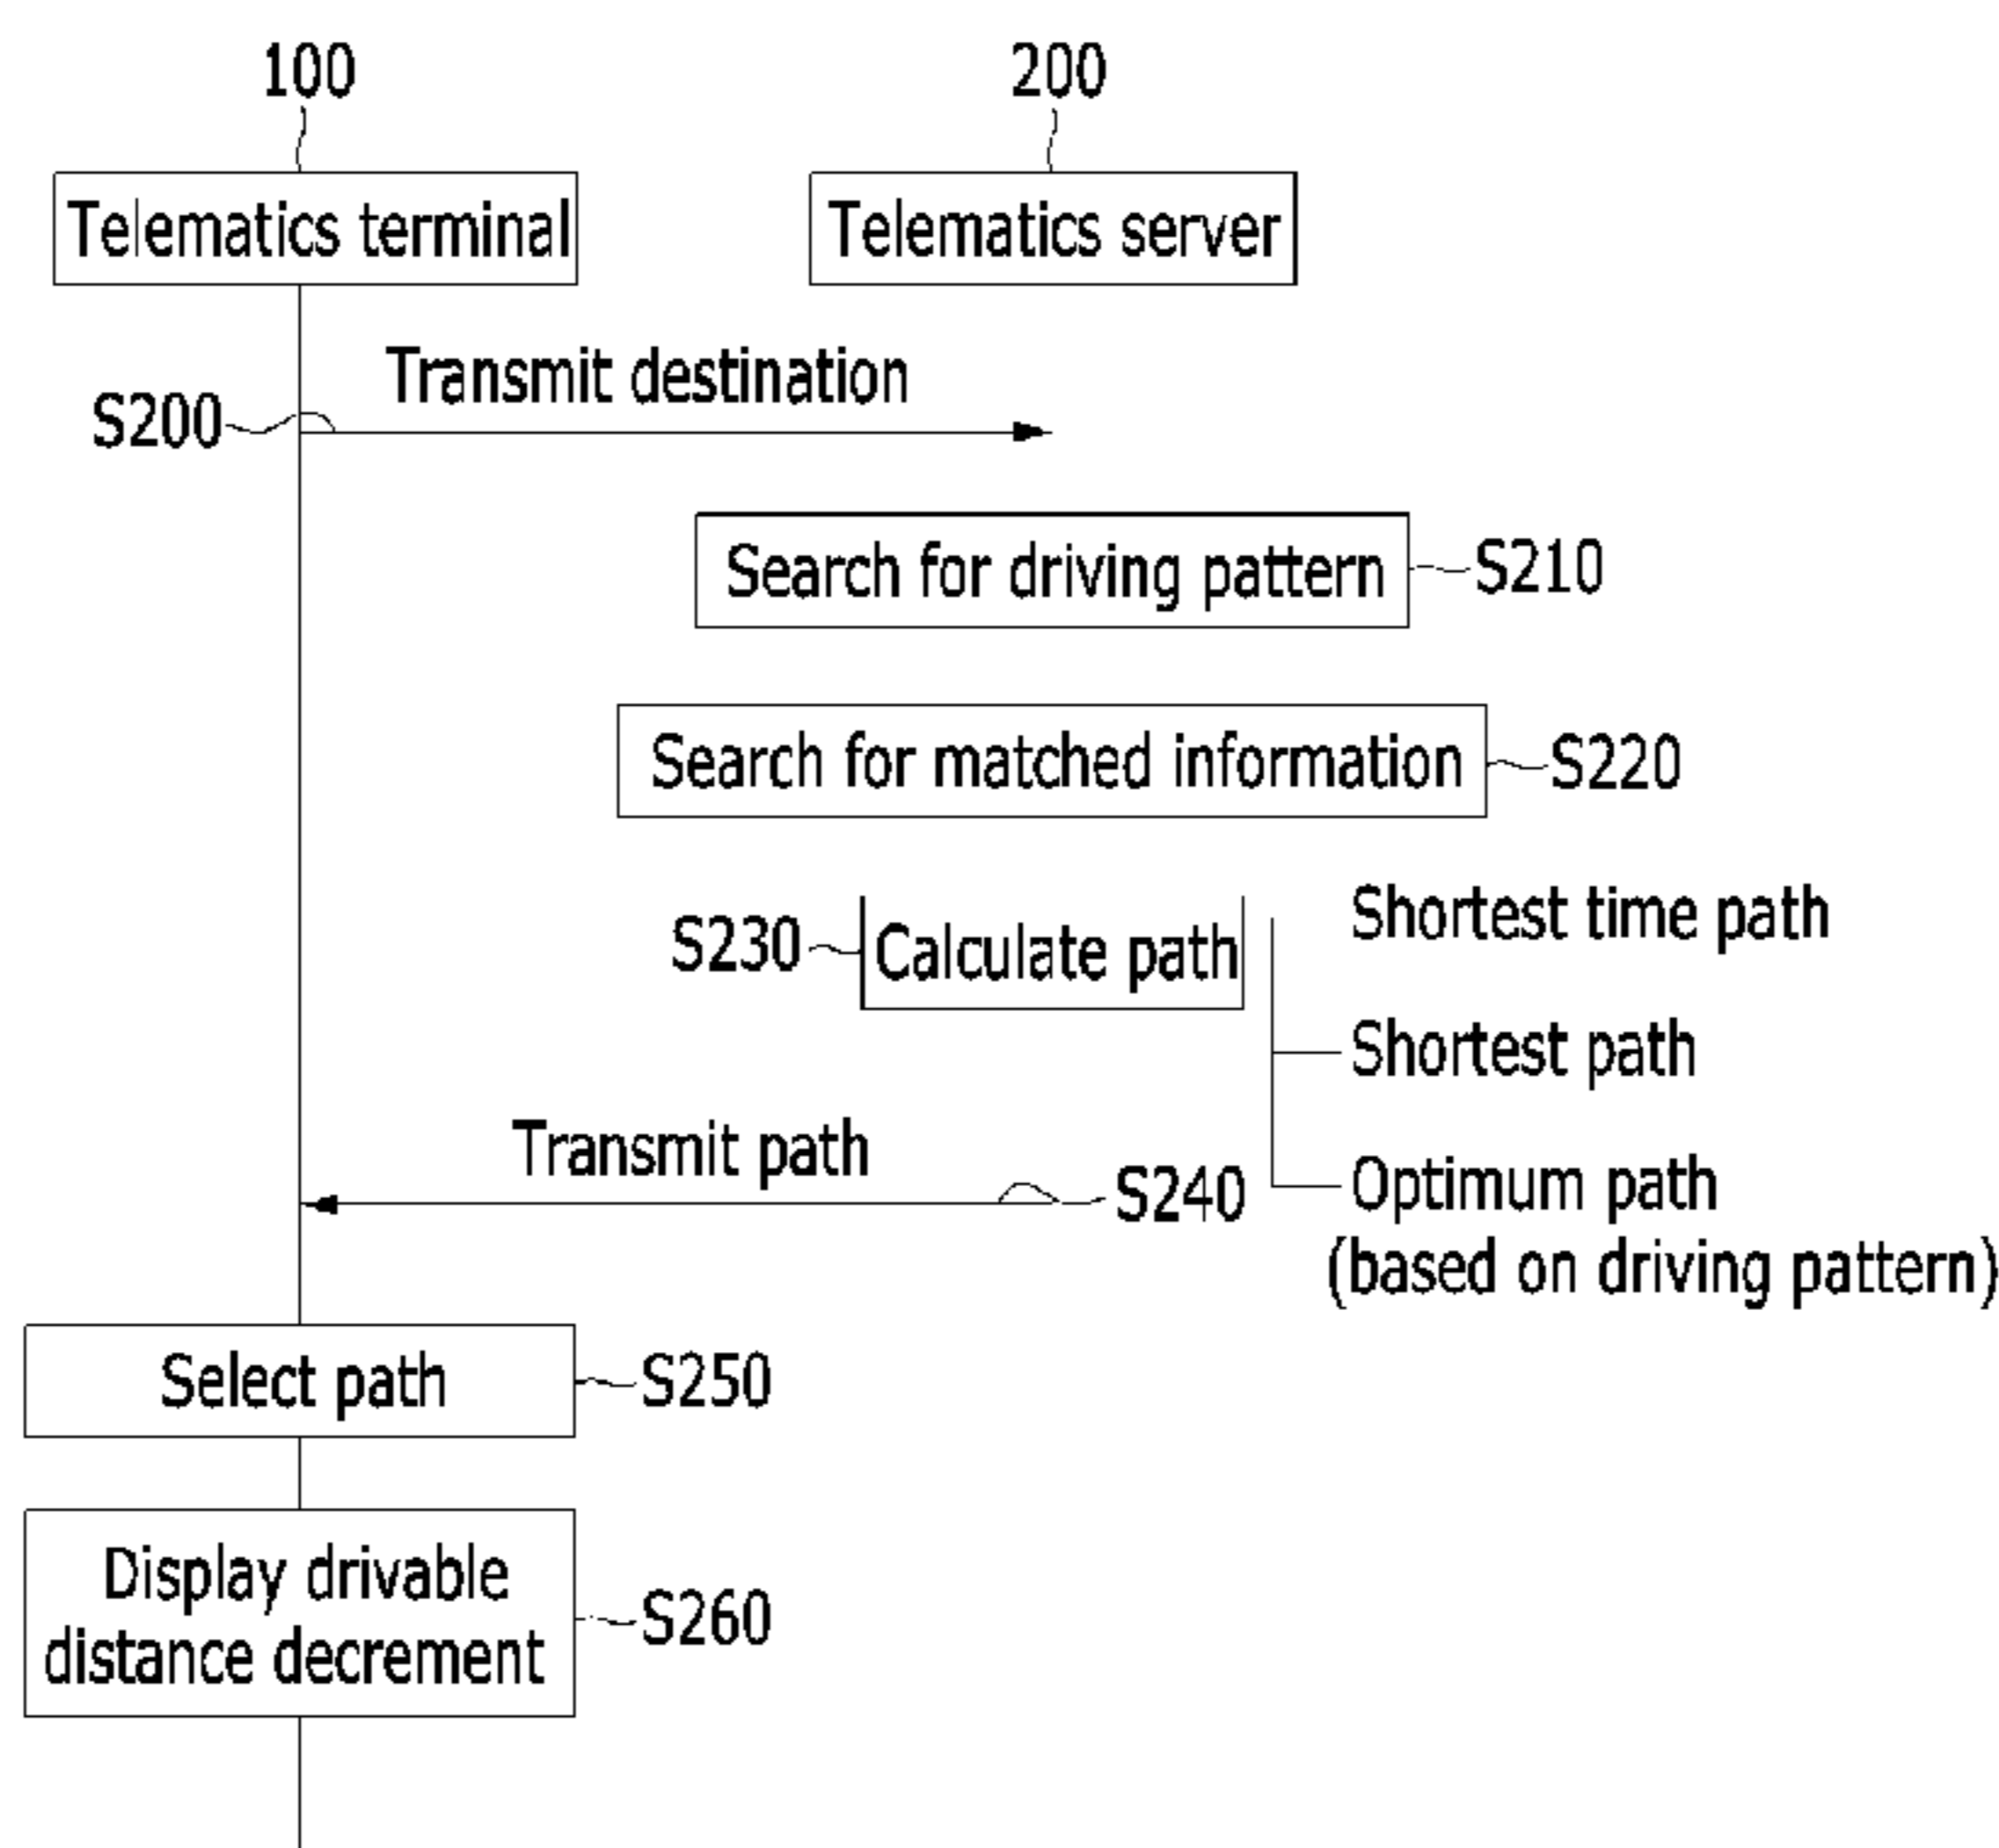 100
200
Telematics terminal
Telematics server
Transmit destination
S200
Search for driving pattern
S210
Search for matched information
S220
S230
Calculate path
Shortest time path
Shortest path
Transmit path
S240
Optimum path
(based on driving pattern)
Select path
S250
Display drivable
distance decrement
S260